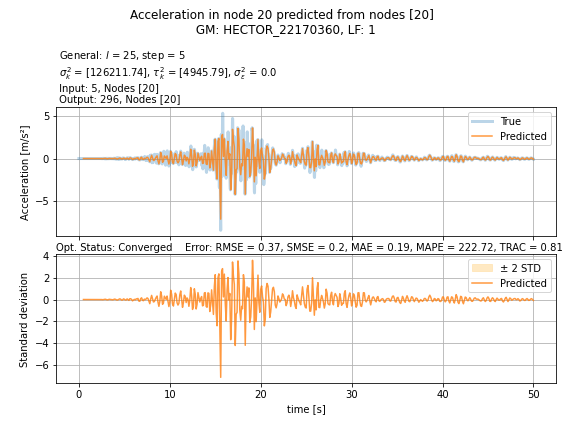 Acceleration in node 20 predicted from nodes [20]
GM: HECTOR_22170360, LF: 1
General: l = 25, step = 5
σ²ₖ = [126211.74], τ²ₖ = [4945.79], σ²ε = 0.0
Input: 5, Nodes [20]
Output: 296, Nodes [20]
Acceleration [m/s²]
5
0
−5
True
Predicted
Opt. Status: Converged Error: RMSE = 0.37, SMSE = 0.2, MAE = 0.19, MAPE = 222.72, TRAC = 0.81
Standard deviation
4
2
0
−2
−4
−6
± 2 STD
Predicted
0 10 20 30 40 50
time [s]